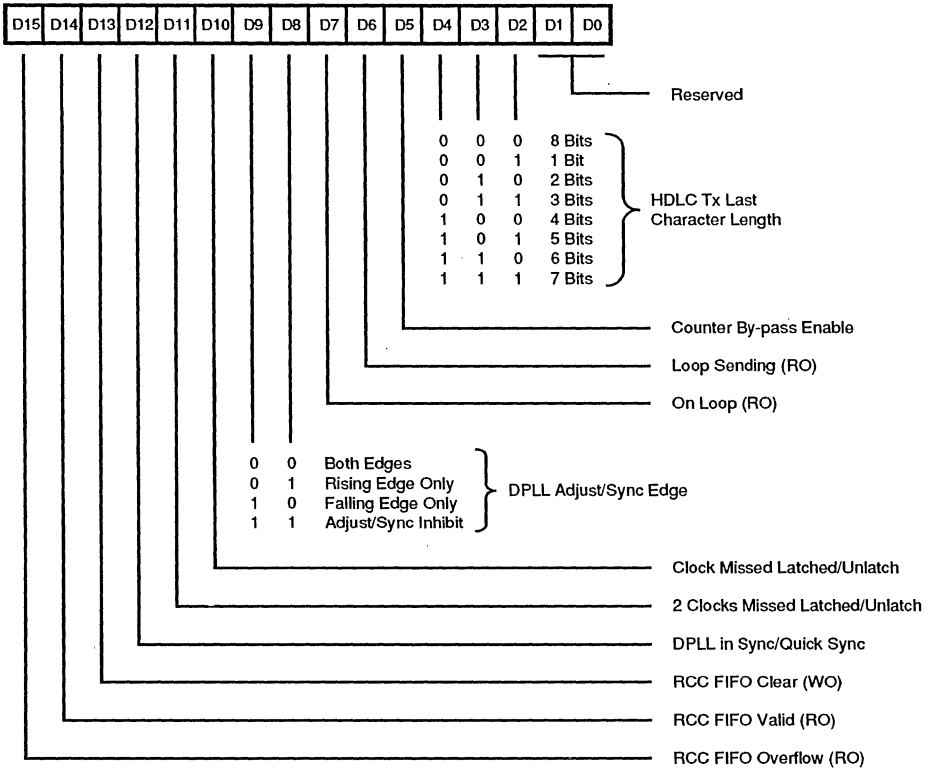 D15 D14 D13 D12 D11 D10 D9 D8 D7 D6 D5 D4 D3 D2 D1 D0
Reserved
0 0 0 8 Bits
0 0 1 1 Bit
0 1 0 2 Bits
0 1 1 3 Bits
1 0 0 4 Bits
1 0 1 5 Bits
1 1 0 6 Bits
1 1 1 7 Bits
HDLC Tx Last
Character Length
Counter By-pass Enable
Loop Sending (RO)
On Loop (RO)
0 0 Both Edges
0 1 Rising Edge Only
1 0 Falling Edge Only
1 1 Adjust/Sync Inhibit
DPLL Adjust/Sync Edge
Clock Missed Latched/Unlatch
2 Clocks Missed Latched/Unlatch
DPLL in Sync/Quick Sync
RCC FIFO Clear (WO)
RCC FIFO Valid (RO)
RCC FIFO Overflow (RO)